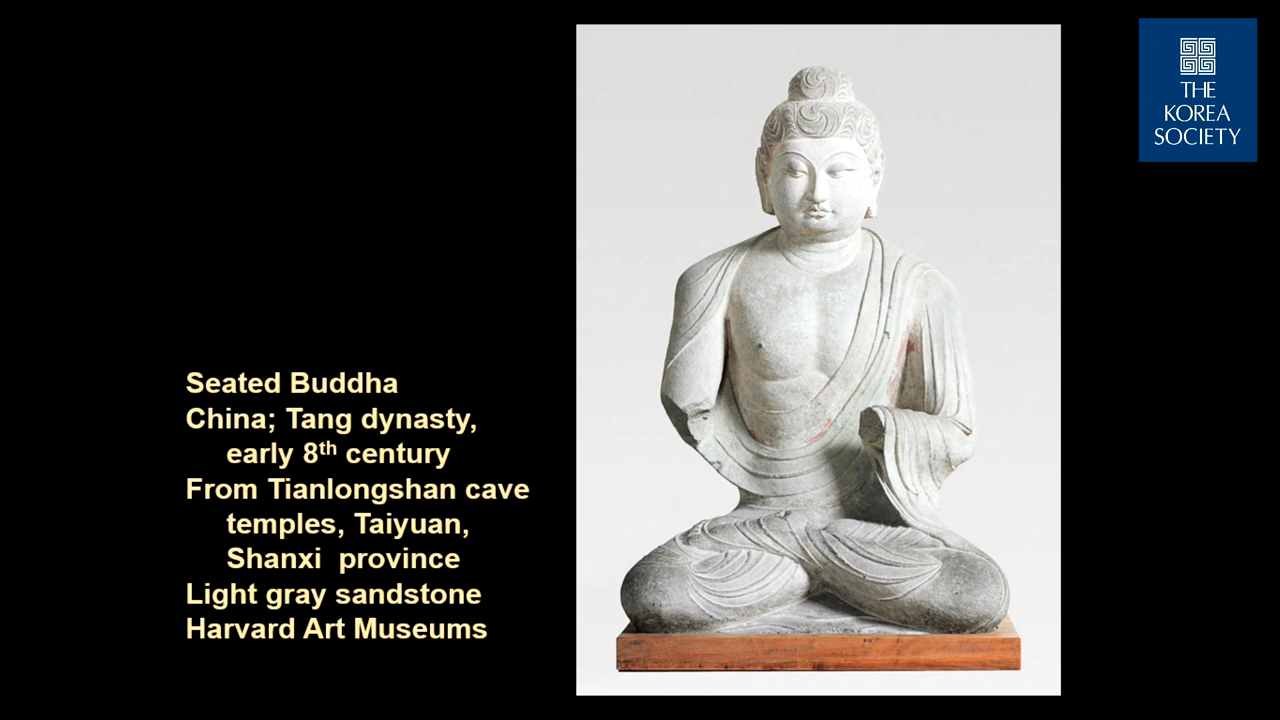 Seated Buddha
China; Tang dynasty,
early 8th century
From Tianlongshan cave
temples, Taiyuan,
Shanxi province
Light gray sandstone
Harvard Art Museums
THE
KOREA
SOCIETY